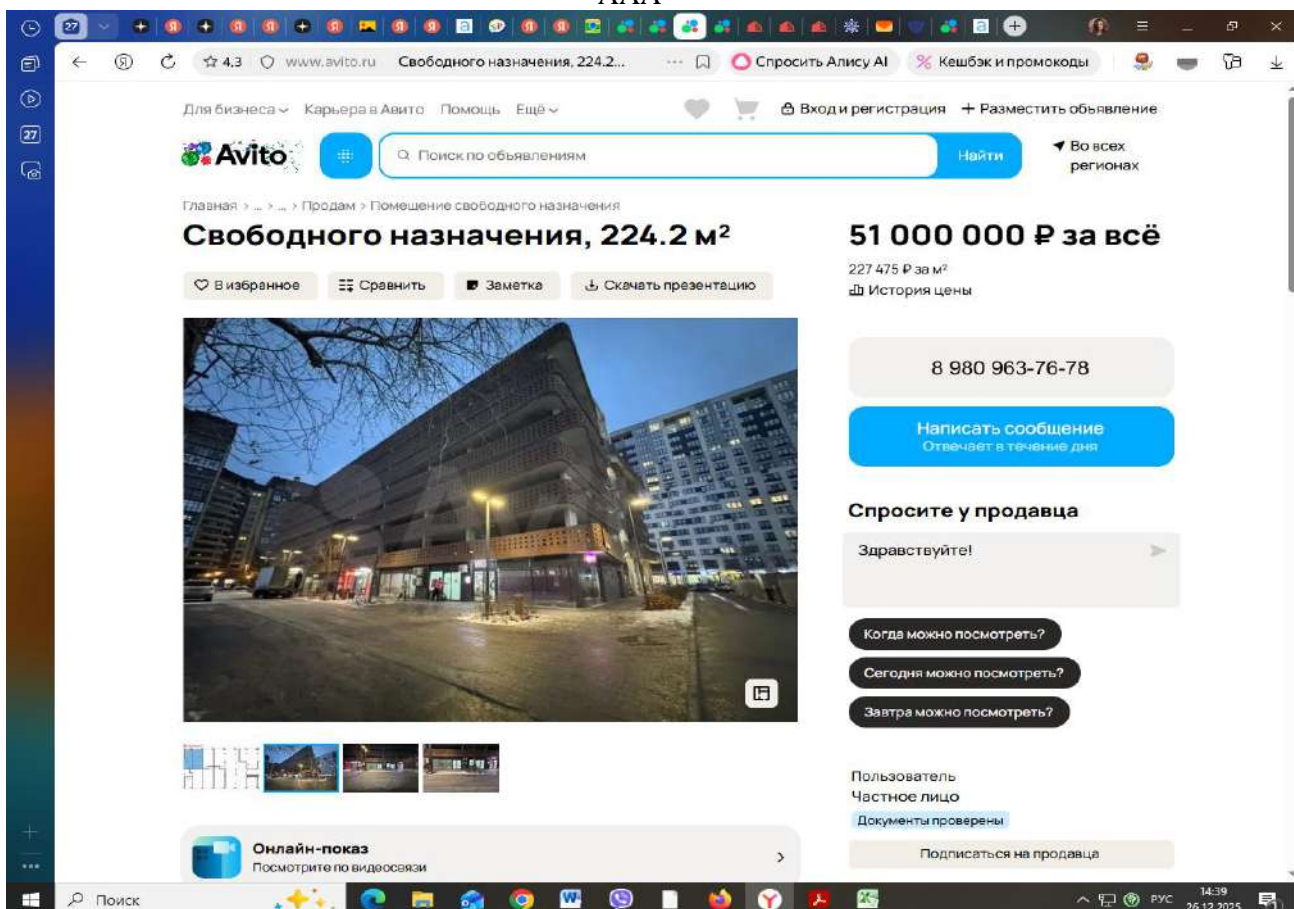 ААА
27
4,3 www.avito.ru Свободного назначения, 224.2... ... Спросить Алису AI % Кешбэк и промокоды
27
Для бизнеса Карьера в Авито Помощь Ещё Вход и регистрация + Разместить объявление
Avito Поиск по объявлениям Найти Во всех
регионах
Главная > ... > ... > Продам > Помещение свободного назначения
Свободного назначения, 224.2 м²
51 000 000 ₽ за всё
227 475 ₽ за м²
История цены
В избранное Сравнить Заметка Скачать презентацию
8 980 963-76-78
Написать сообщение
Отвечает в течение дня
Спросите у продавца
Здравствуйте!
Когда можно посмотреть?
Сегодня можно посмотреть?
Завтра можно посмотреть?
Пользователь
Частное лицо
Документы проверены
Подписаться на продавца
Онлайн-показ
Посмотрите по видеосвязи
Поиск
РУС
14:39
26.12.2025